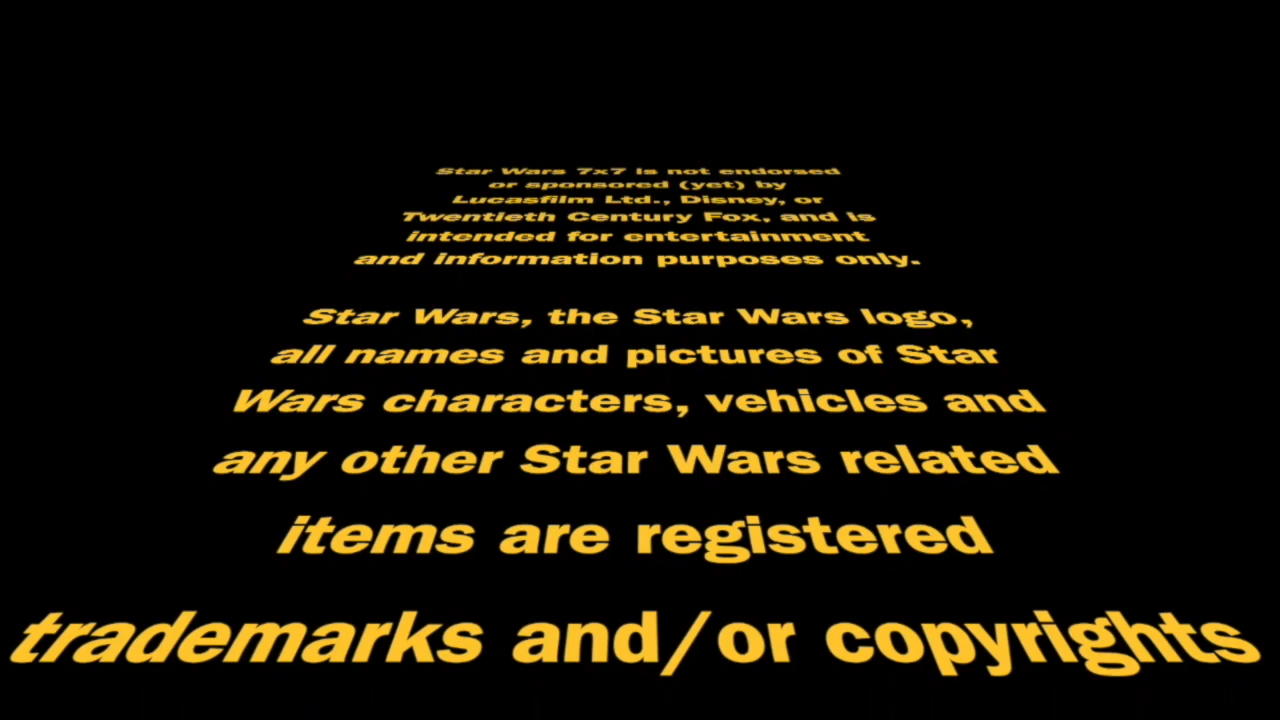 Star Wars 7x7 is not endorsed
or sponsored (yet) by
Lucasfilm Ltd., Disney, or
Twentieth Century Fox, and is
intended for entertainment
and information purposes only.
Star Wars, the Star Wars logo,
all names and pictures of Star
Wars characters, vehicles and
any other Star Wars related
items are registered
trademarks and/or copyrights